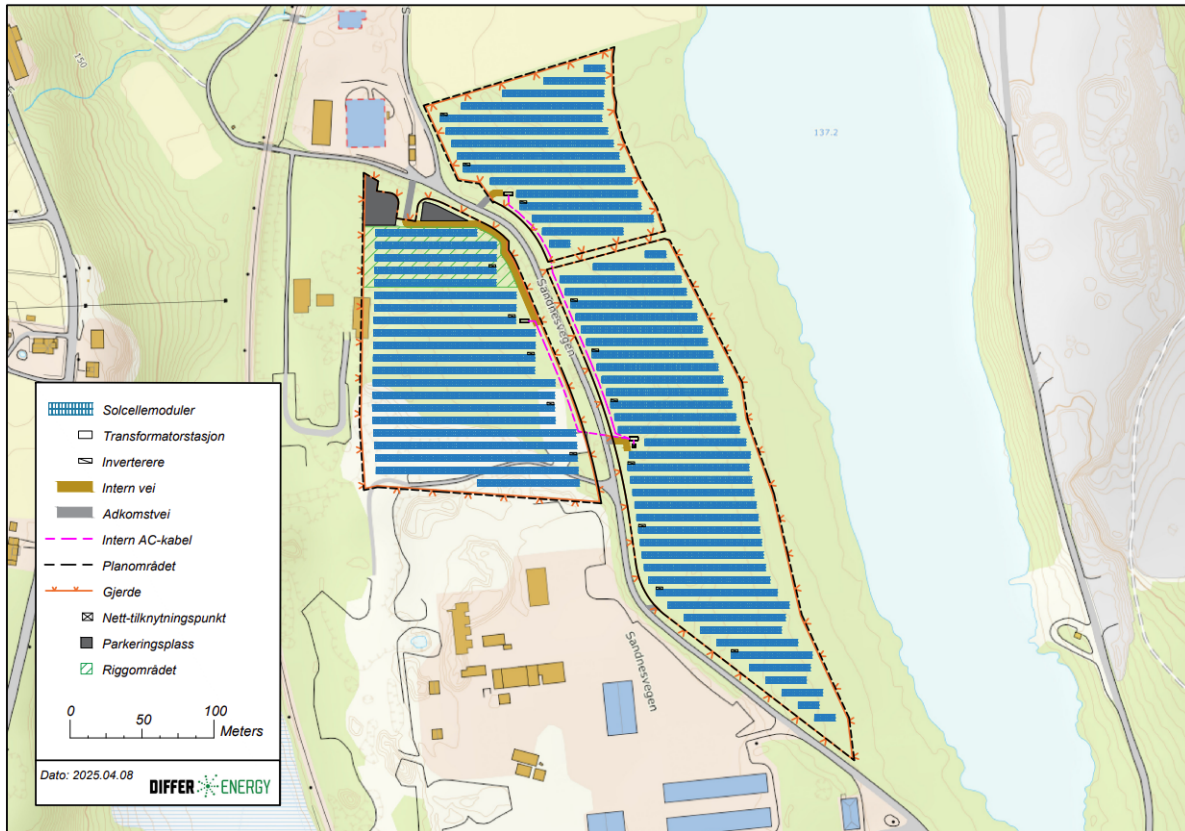 S
150
137.2
Sandnesvegen
Sandnesvegen
Solcellemoduler
Transformatorstasjon
Inverterere
Intern vei
Adkomstvei
Intern AC-kabel
Planområdet
Gjerde
Nett-tilknytningspunkt
Parkeringsplass
Riggområdet
0 50 100
Meters
Dato: 2025.04.08
DIFFER ENERGY